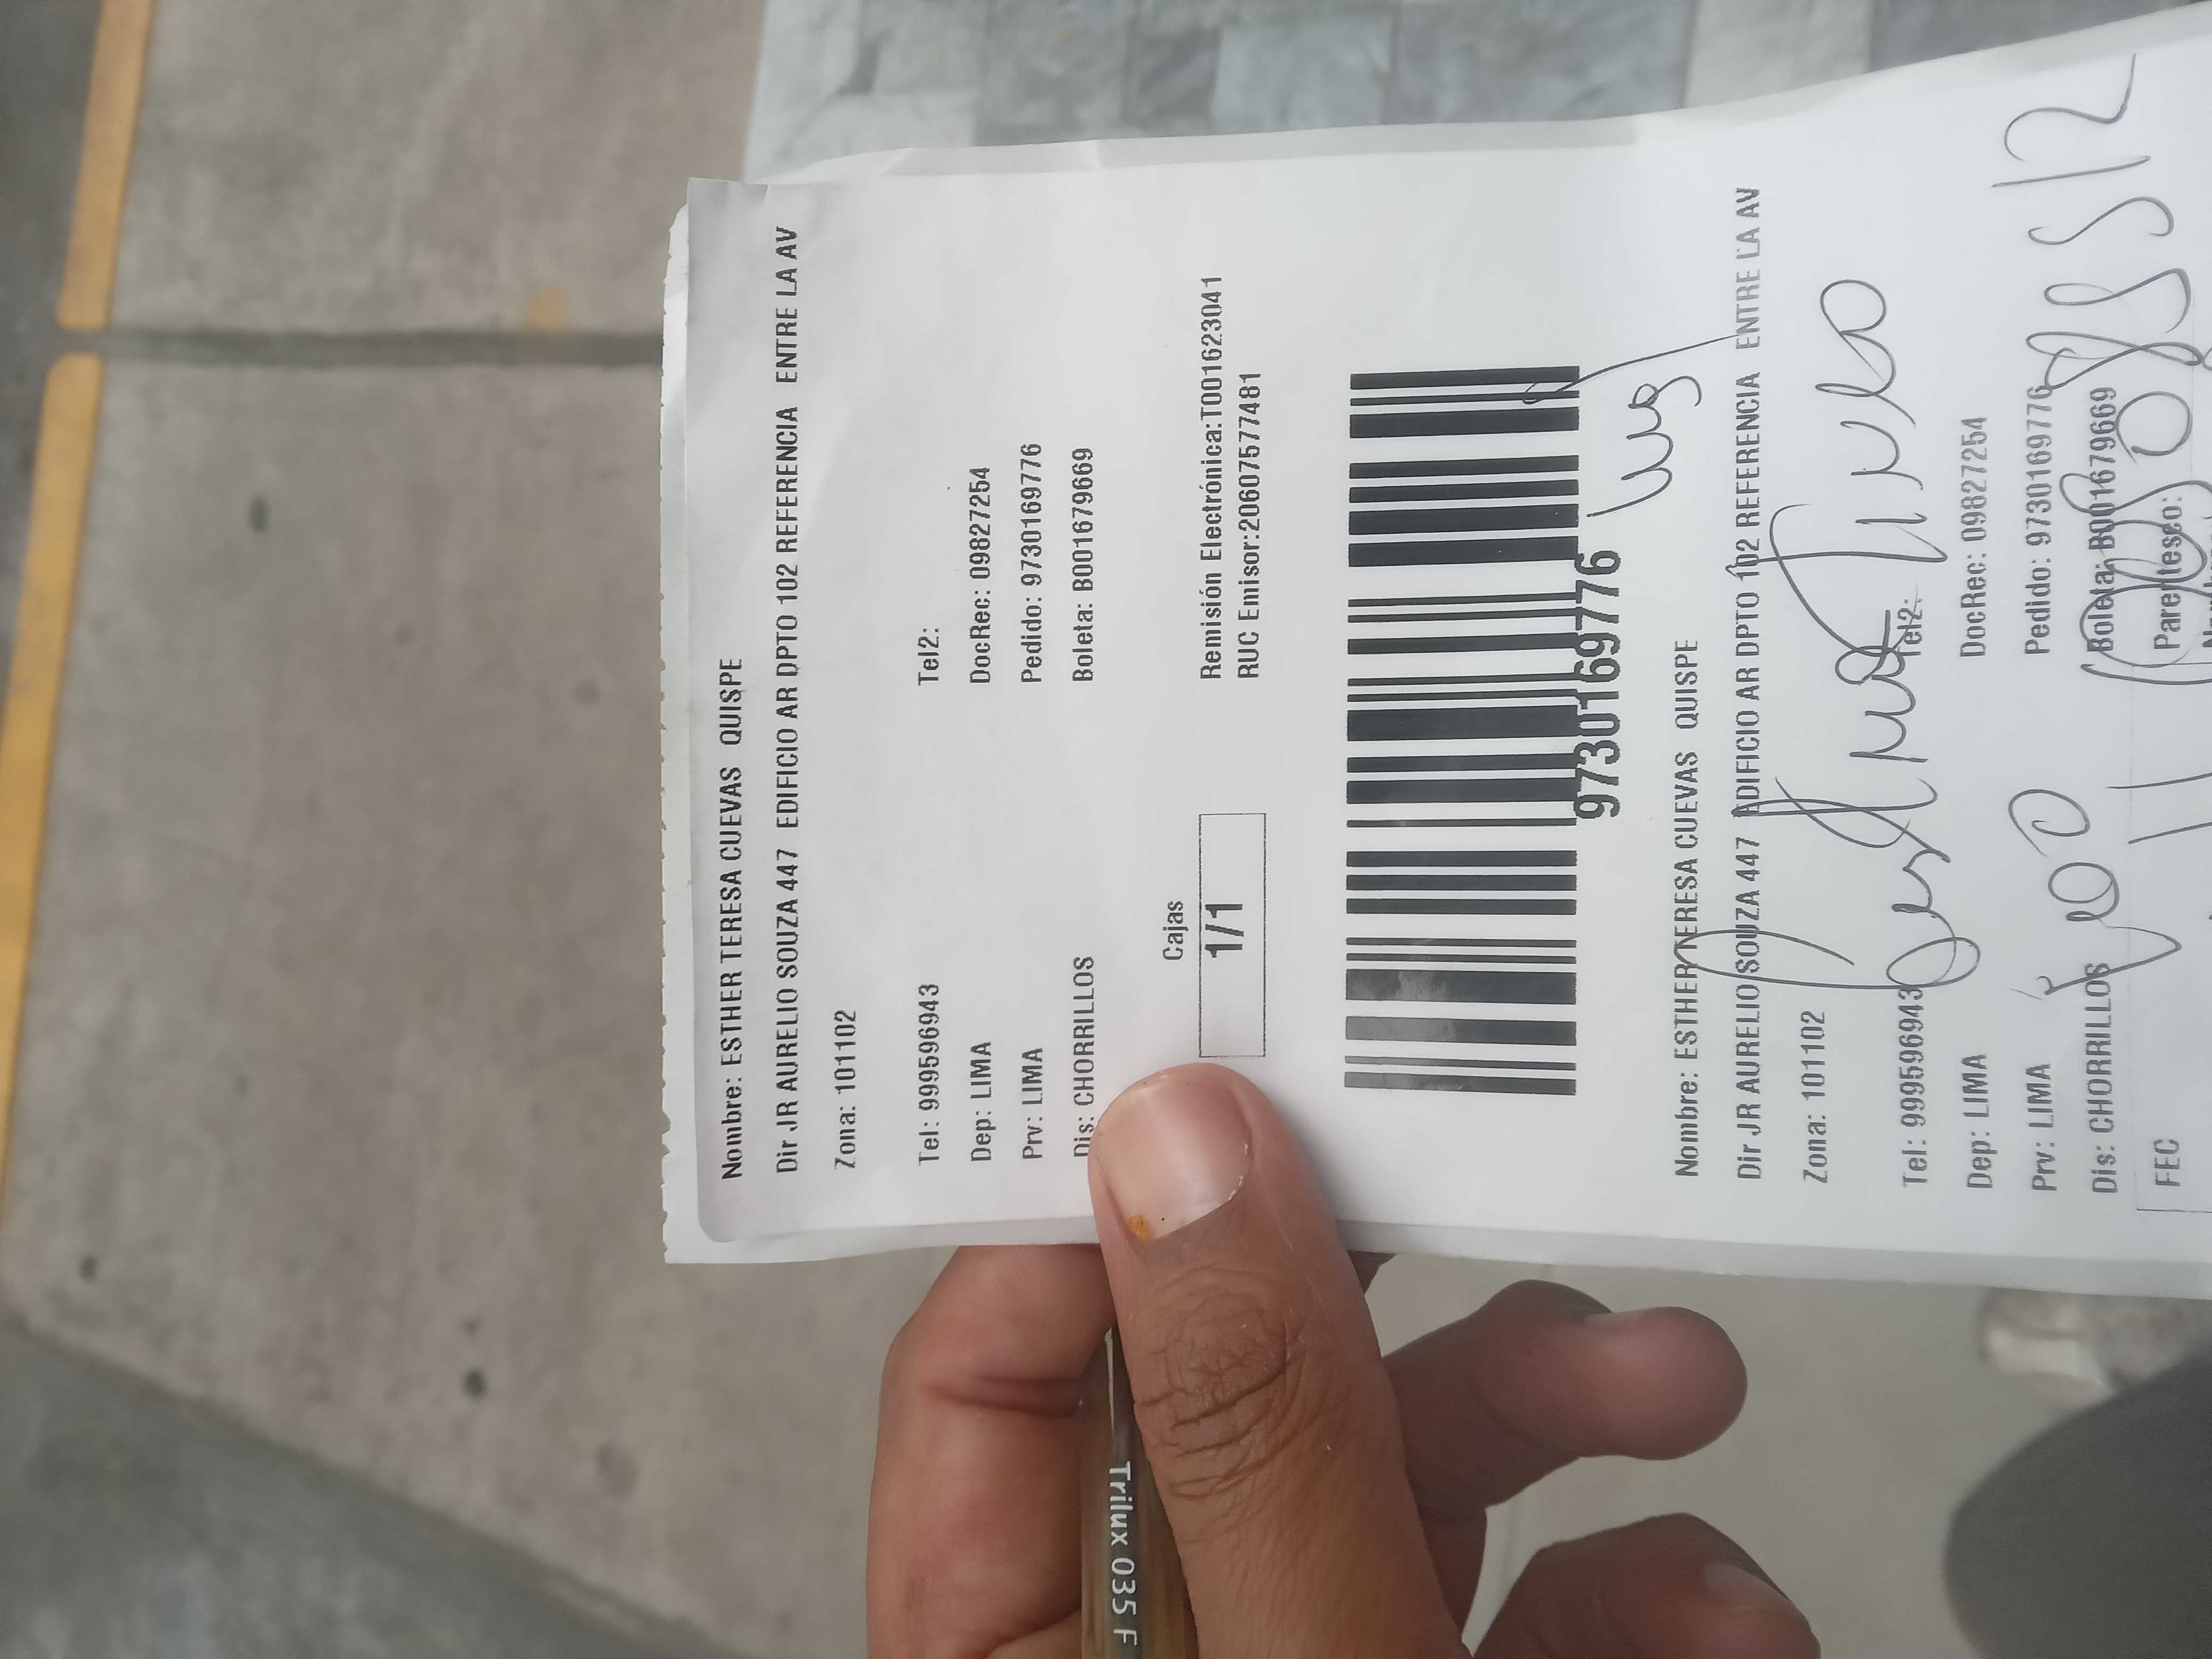 Nombre: ESTHER TERESA CUEVAS QUISPE
Dir JR AURELIO SOUZA 447 EDIFICIO AR DPTO 102 REFERENCIA ENTRE LA AV
Zona: 101102
Tel: 999596943 Tel2:
Dep: LIMA DocRec: 09827254
Prv: LIMA Pedido: 97301169776
Dis: CHORRILLOS Boleta: B001679669
Cajas
1/1
Remisión Electrónica:T001623041
RUC Emisor:20607577481
97301169776
Nombre: ESTHER TERESA CUEVAS QUISPE
Dir JR AURELIO SOUZA 447 EDIFICIO AR DPTO 102 REFERENCIA ENTRE LA AV
Zona: 101102
Tel: 999596943 Tel2:
Dep: LIMA DocRec: 09827254
Prv: LIMA Pedido: 97301169776
Dis: CHORRILLOS Boleta: B001679669
FEC Parentesco:
Trilux 035 F